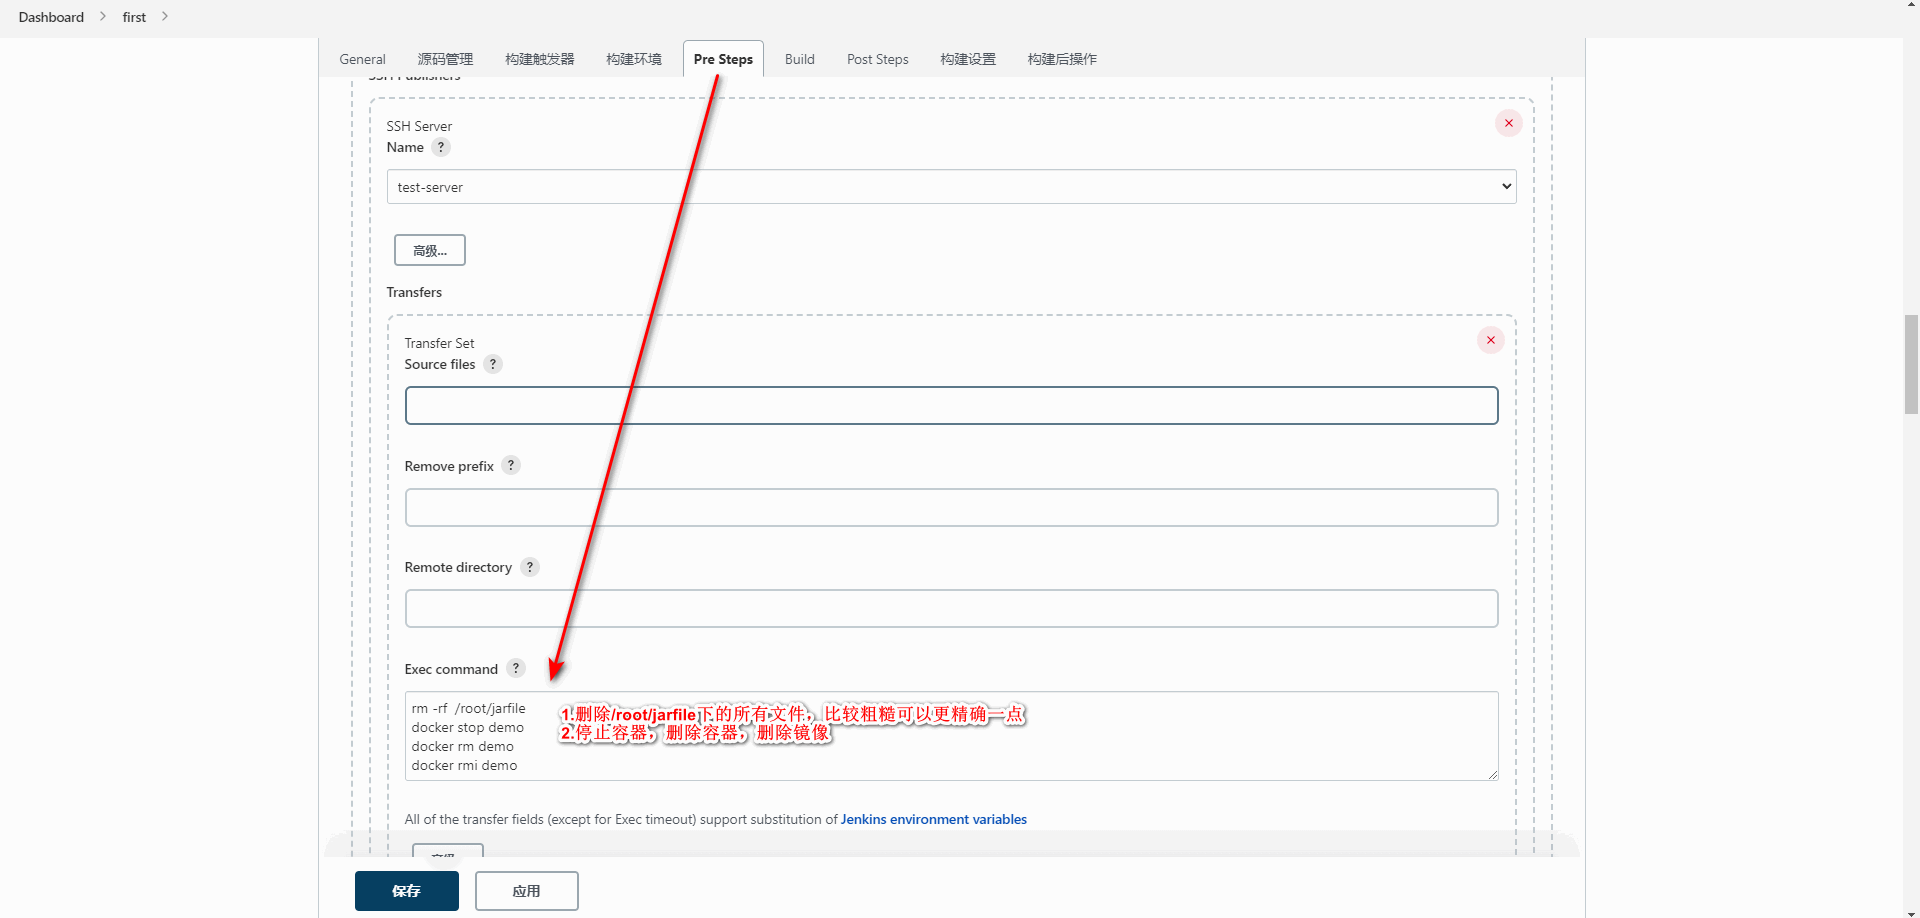 Dashboard > first >
General 源码管理 构建触发器 构建环境 Pre Steps Build Post Steps 构建设置 构建后操作
SSH Publishers
SSH Server
Name ?
test-server
高级...
Transfers
Transfer Set
Source files ?
Remove prefix ?
Remote directory ?
Exec command ?
rm -rf  /root/jarfile
docker stop demo
docker rm demo
docker rmi demo
1.删除/root/jarfile下的所有文件，比较粗糙可以更精确一点
2.停止容器，删除容器，删除镜像
All of the transfer fields (except for Exec timeout) support substitution of Jenkins environment variables
高级...
保存 应用